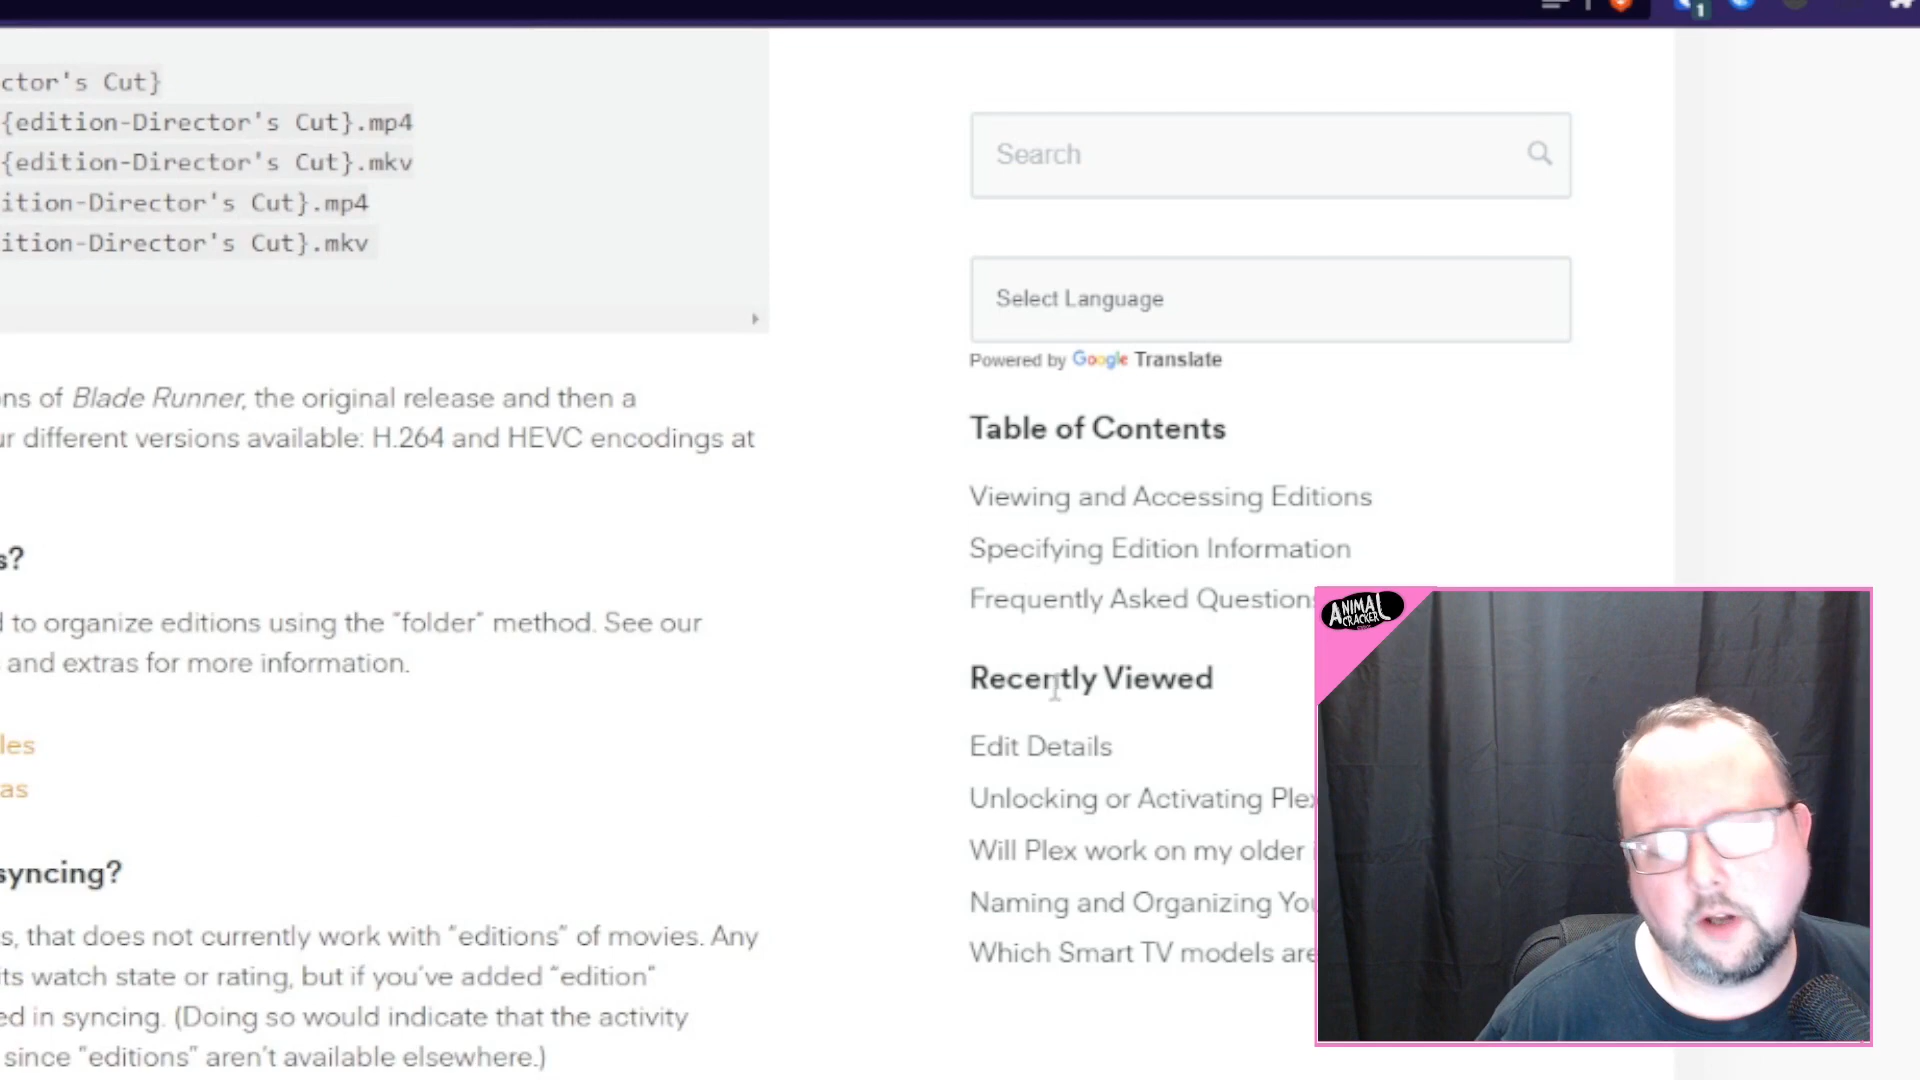 1
ctor's Cut}
{edition-Director's Cut}.mp4
{edition-Director's Cut}.mkv
ition-Director's Cut}.mp4
ition-Director's Cut}.mkv
ns of Blade Runner, the original release and then a
ur different versions available: H.264 and HEVC encodings at
s?
d to organize editions using the “folder” method. See our
and extras for more information.
les
as
syncing?
s, that does not currently work with “editions” of movies. Any
its watch state or rating, but if you’ve added “edition”
ed in syncing. (Doing so would indicate that the activity
since “editions” aren’t available elsewhere.)
Search
Select Language
Powered by Google Translate
Table of Contents
Viewing and Accessing Editions
Specifying Edition Information
Frequently Asked Questions
Recently Viewed
Edit Details
Unlocking or Activating Plex
Will Plex work on my older
Naming and Organizing You
Which Smart TV models are
ANIMAL
CRACKER